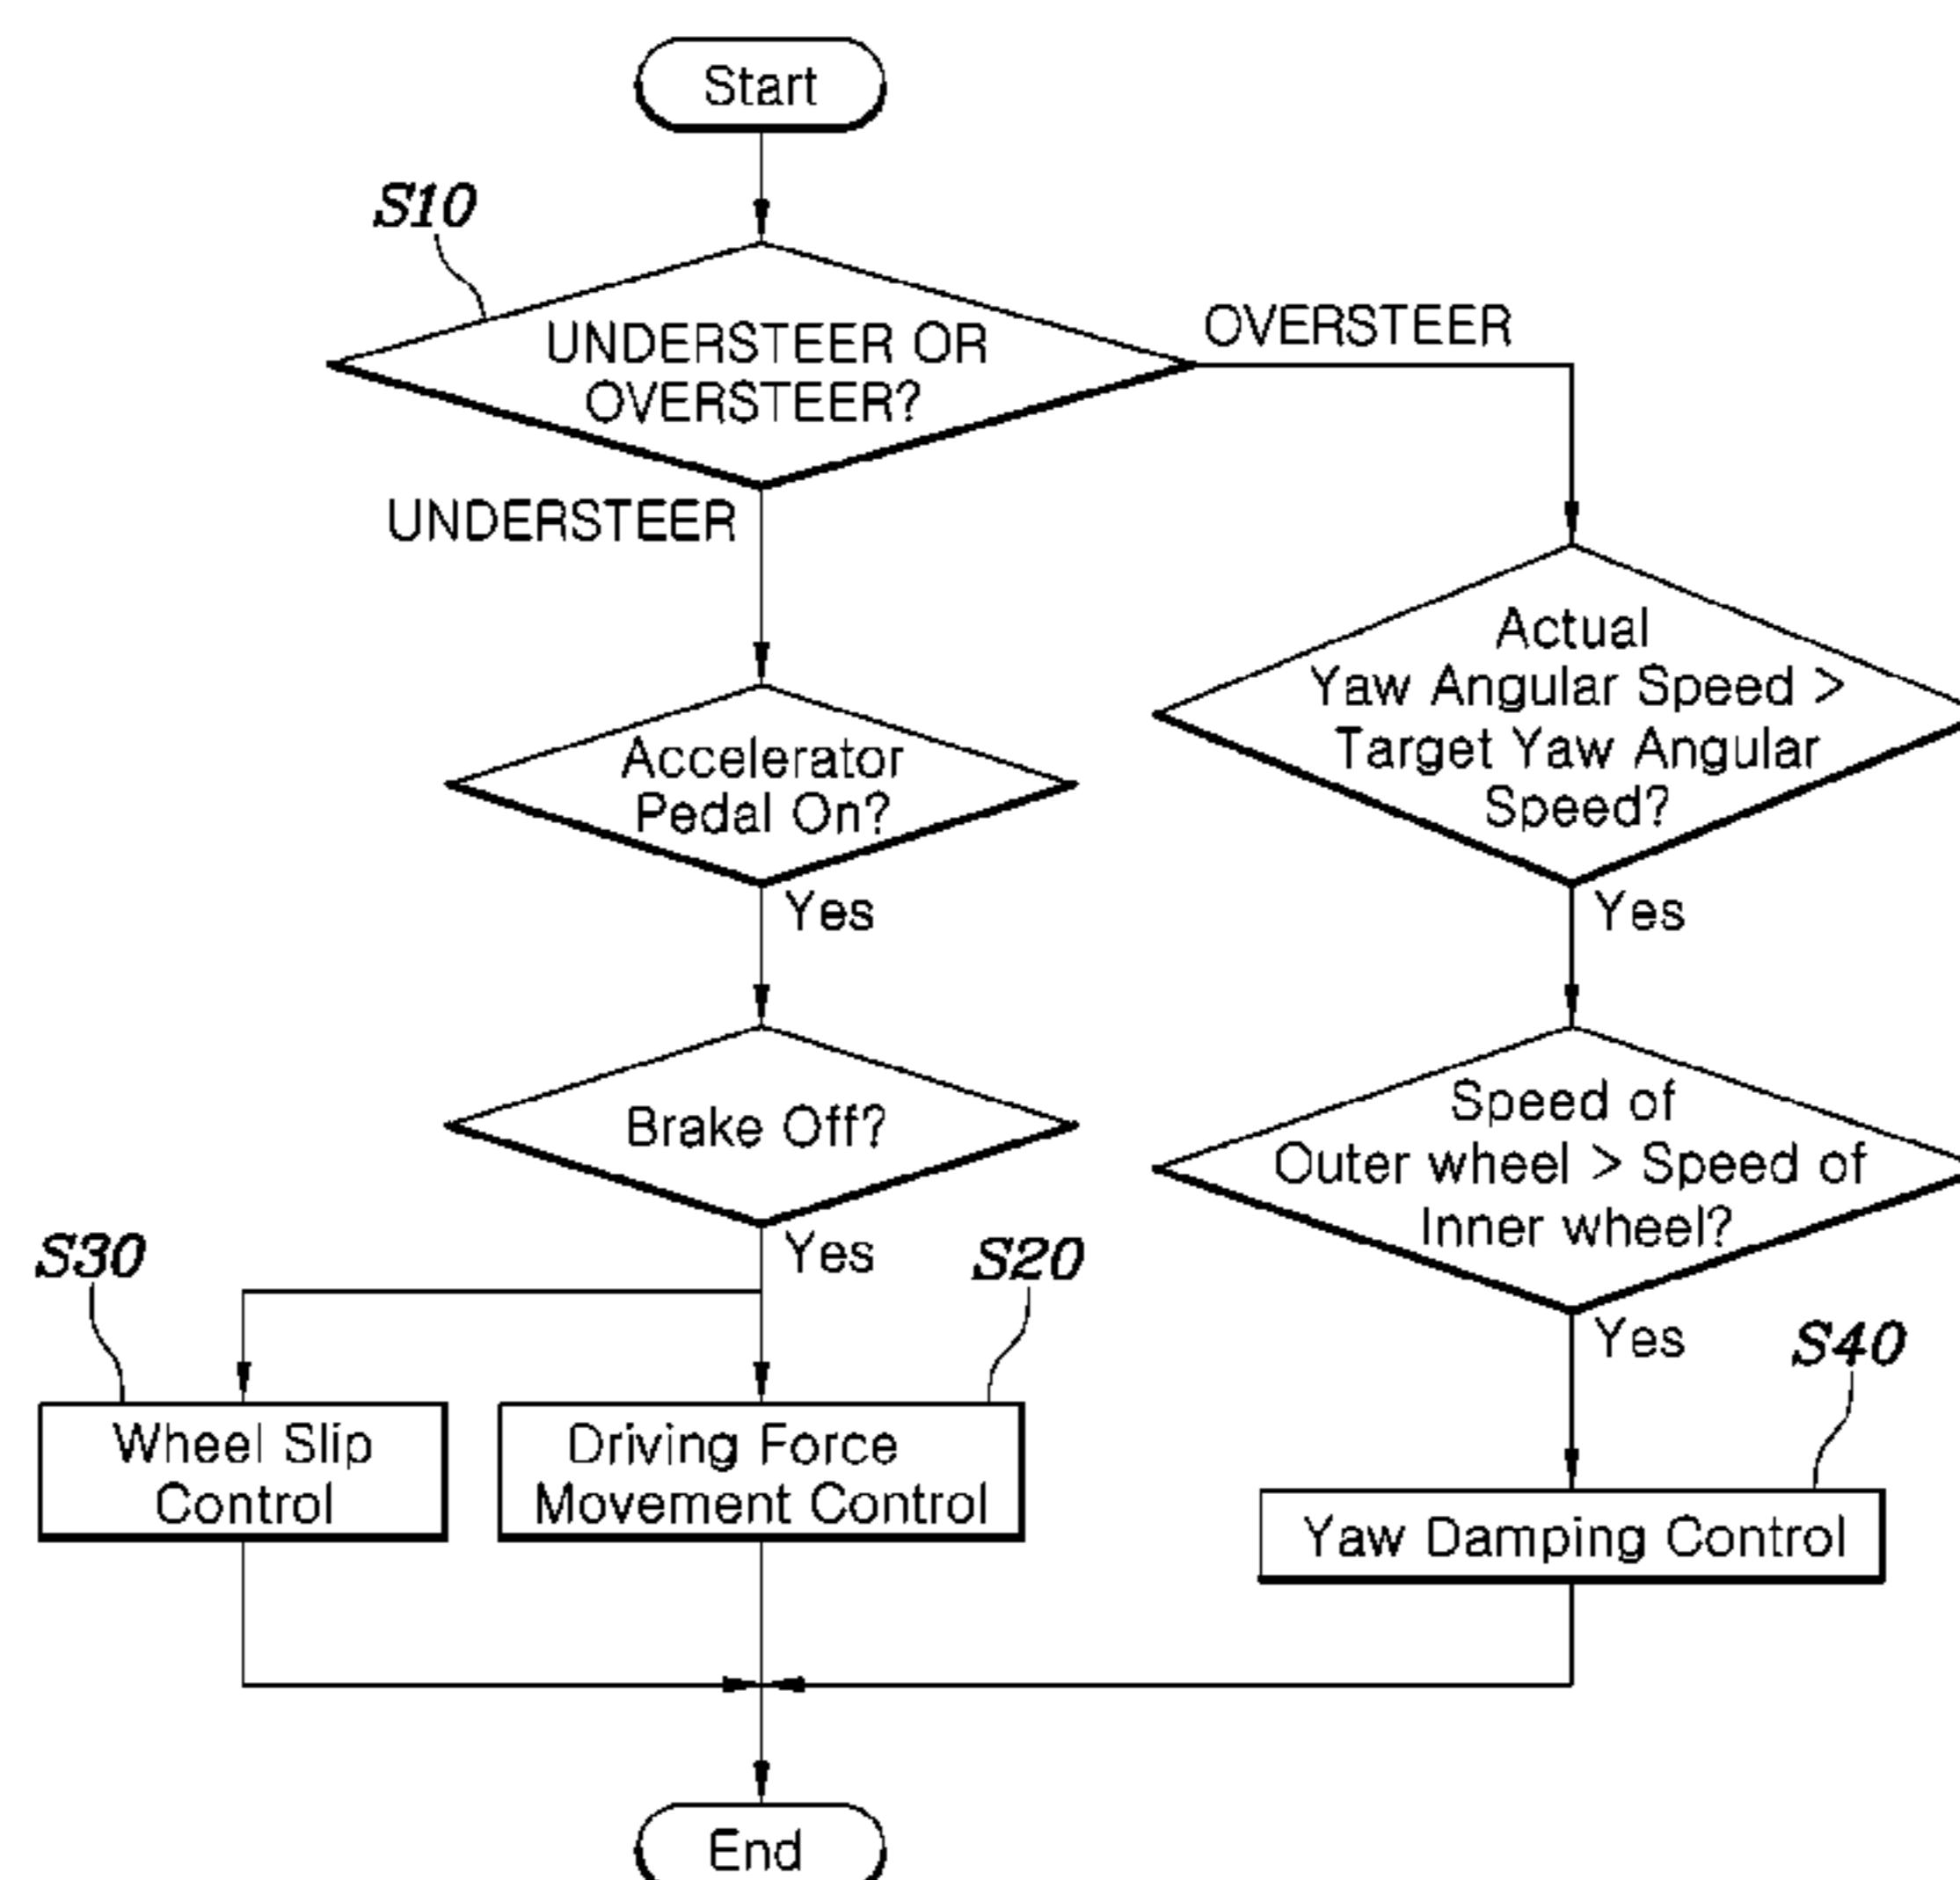 Start
S10
UNDERSTEER OR
OVERSTEER?
OVERSTEER
UNDERSTEER
Actual
Yaw Angular Speed >
Target Yaw Angular
Speed?
Accelerator
Pedal On?
Yes
Yes
Brake Off?
Speed of
Outer wheel > Speed of
Inner wheel?
Yes
Yes
S30
S20
S40
Wheel Slip
Control
Driving Force
Movement Control
Yaw Damping Control
End